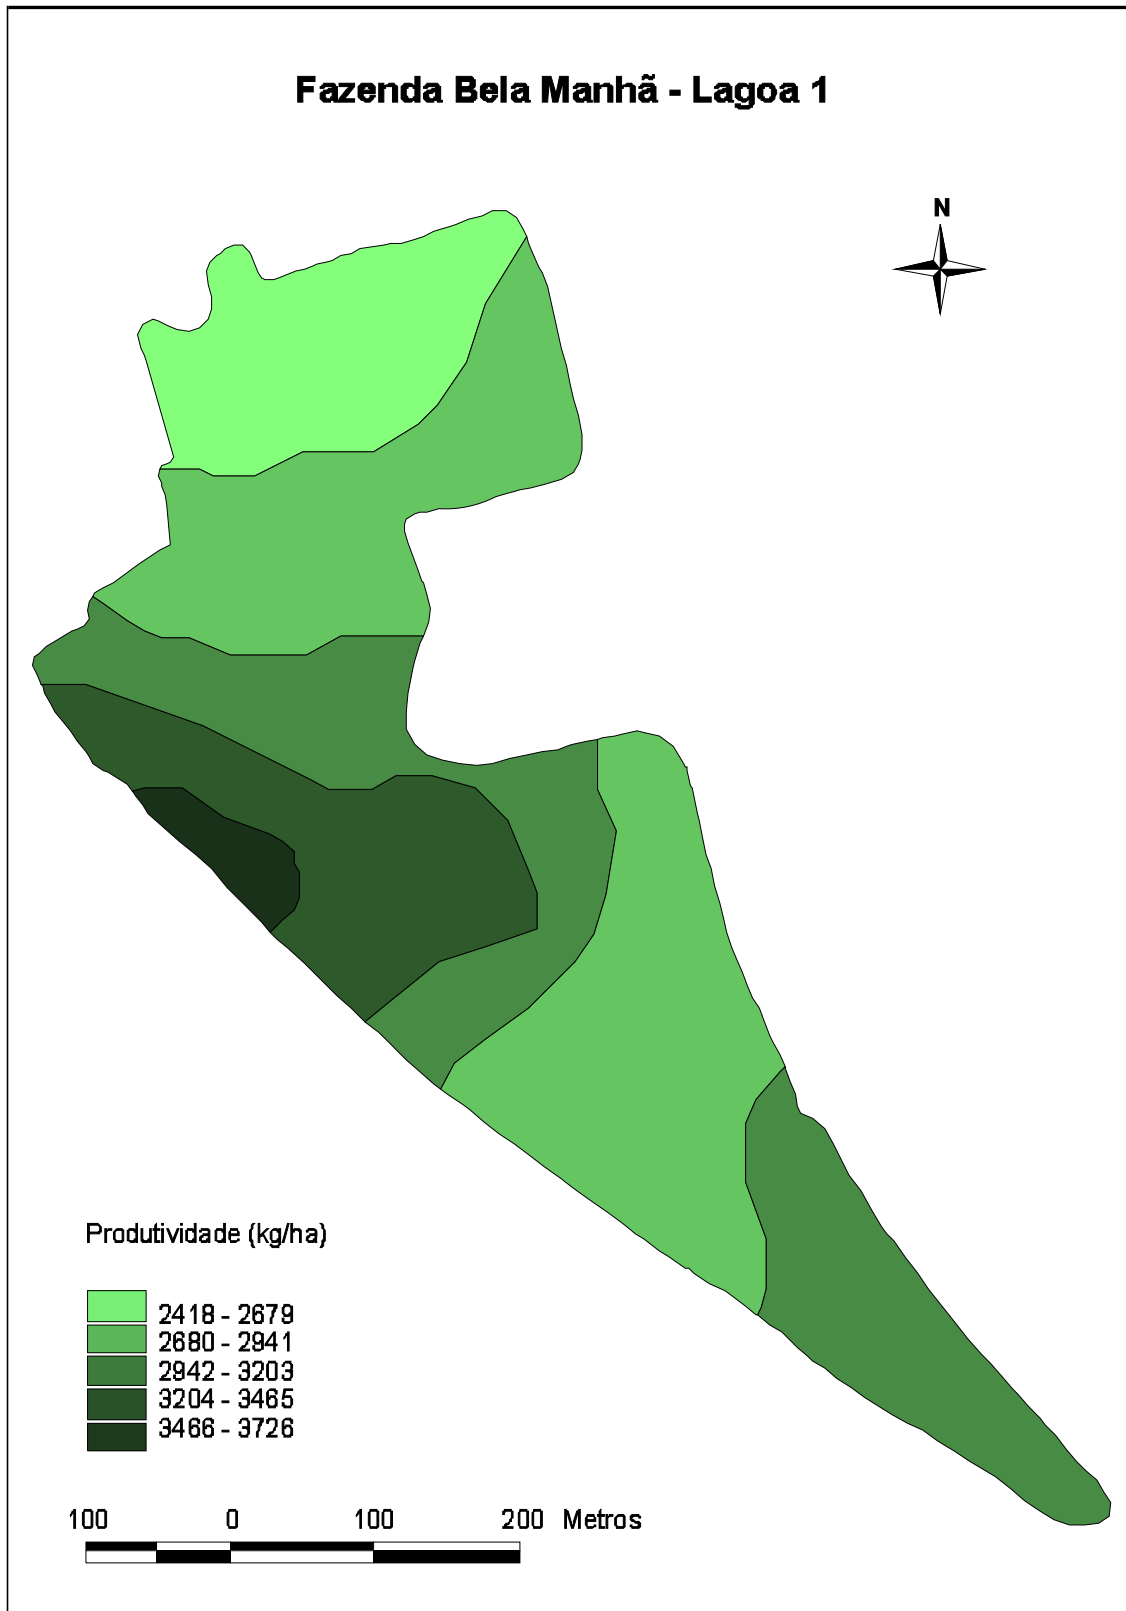 Fazenda Bela Manhã - Lagoa 1
N
Produtividade (kg/ha)
2418 - 2679
2680 - 2941
2942 - 3203
3204 - 3465
3466 - 3726
100 0 100 200 Metros